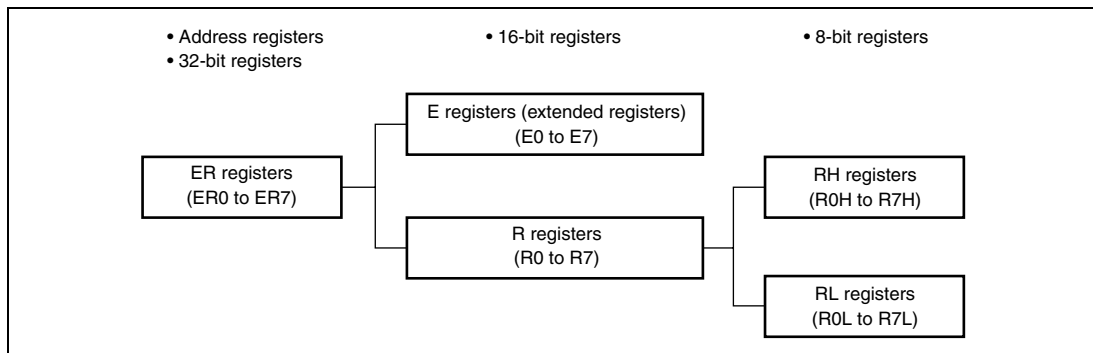 • Address registers
• 32-bit registers
• 16-bit registers
• 8-bit registers
E registers (extended registers)
(E0 to E7)
ER registers
(ER0 to ER7)
RH registers
(R0H to R7H)
R registers
(R0 to R7)
RL registers
(R0L to R7L)